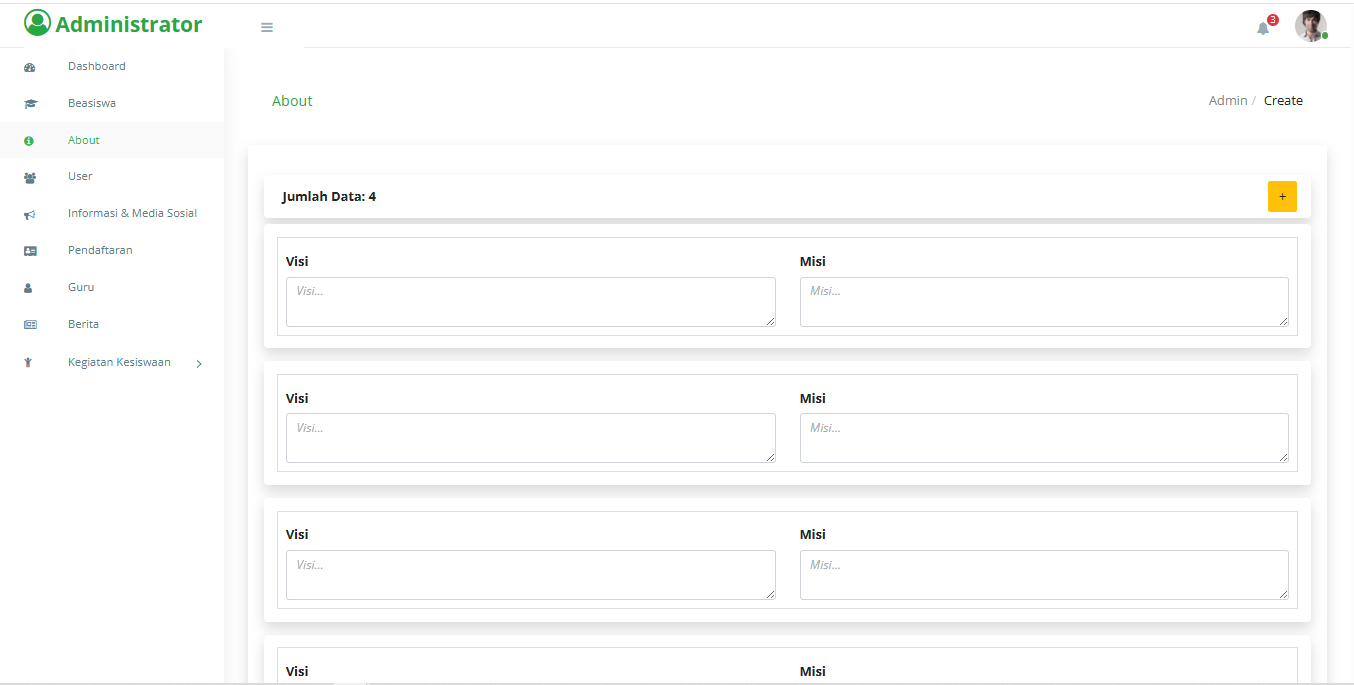 Administrator
3
Dashboard
Beasiswa
About
User
Informasi & Media Sosial
Pendaftaran
Guru
Berita
Kegiatan Kesiswaan
About
Admin / Create
Jumlah Data: 4
+
Visi Misi
Visi... Misi...
Visi Misi
Visi... Misi...
Visi Misi
Visi... Misi...
Visi Misi